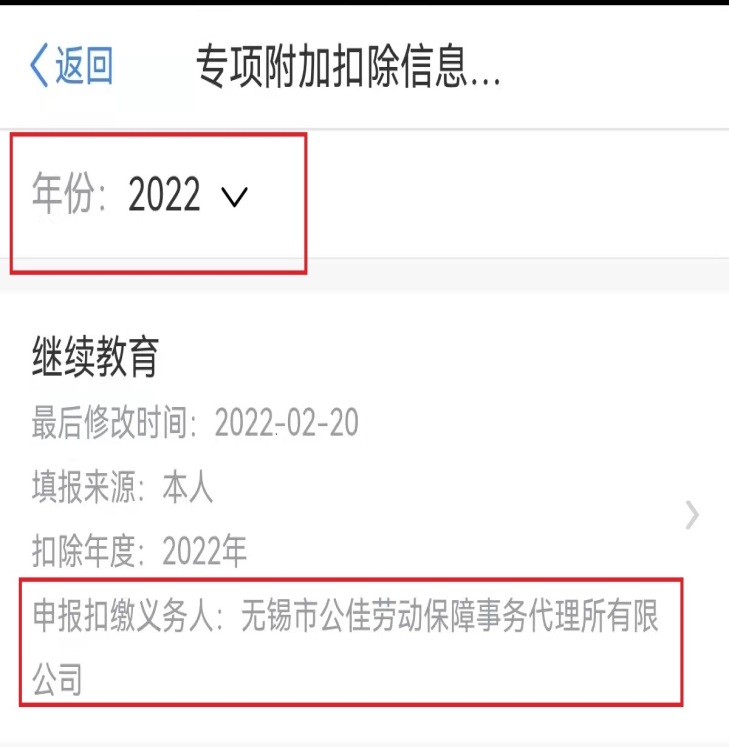 返回
专项附加扣除信息...
年份：2022
继续教育
最后修改时间：2022-02-20
填报来源：本人
扣除年度：2022年
申报扣缴义务人：无锡市公佳劳动保障事务代理所有限
公司